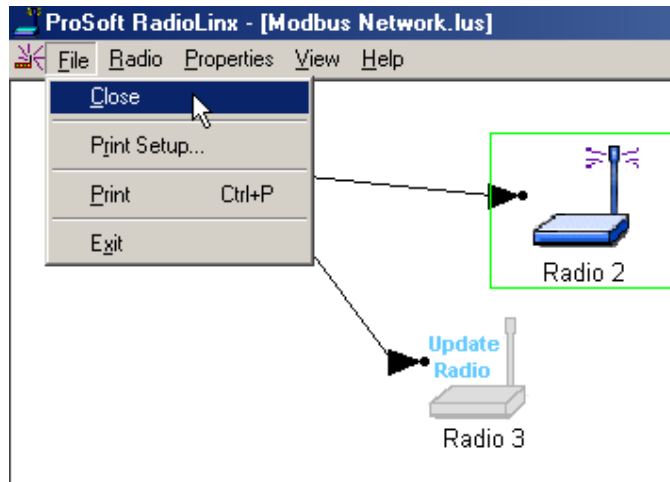 ProSoft RadioLinx - [Modbus Network.lus]
File Radio Properties View Help
Close
Print Setup...
Print Ctrl+P
Exit
Radio 2
Update
Radio
Radio 3